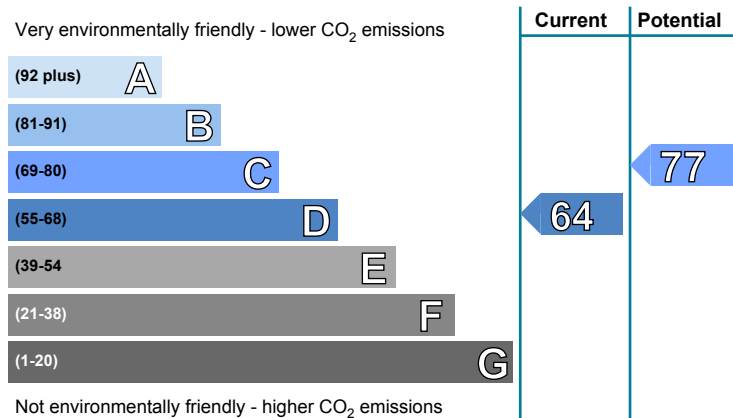 Very environmentally friendly - lower CO2 emissions
Current
Potential
(92 plus) A
(81-91) B
(69-80) C
77
(55-68) D
64
(39-54 E
(21-38) F
(1-20) G
Not environmentally friendly - higher CO2 emissions